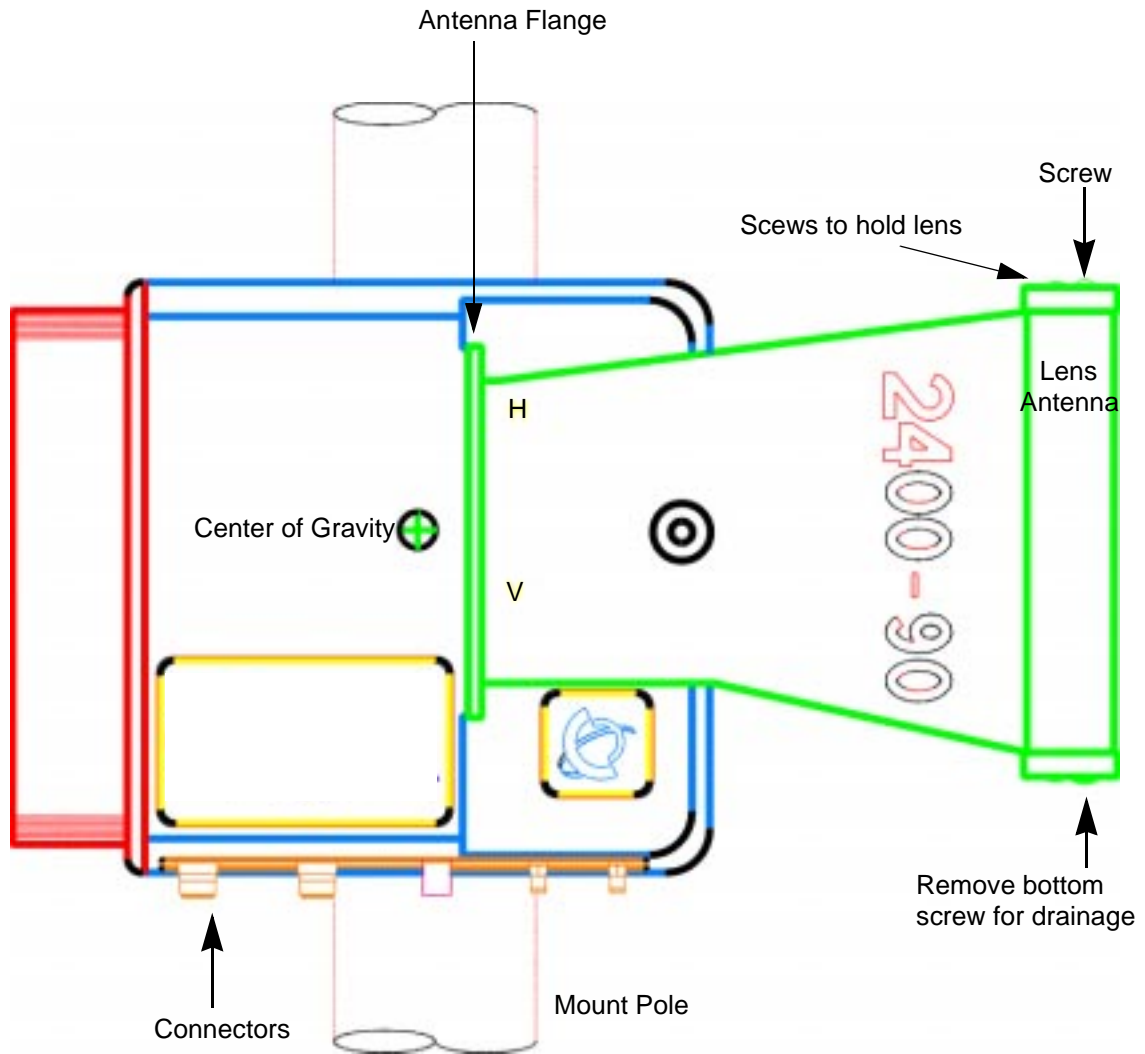 Antenna Flange
Screw
Scews to hold lens
Lens
Antenna
H
2400-90
Center of Gravity
V
Remove bottom
screw for drainage
Mount Pole
Connectors